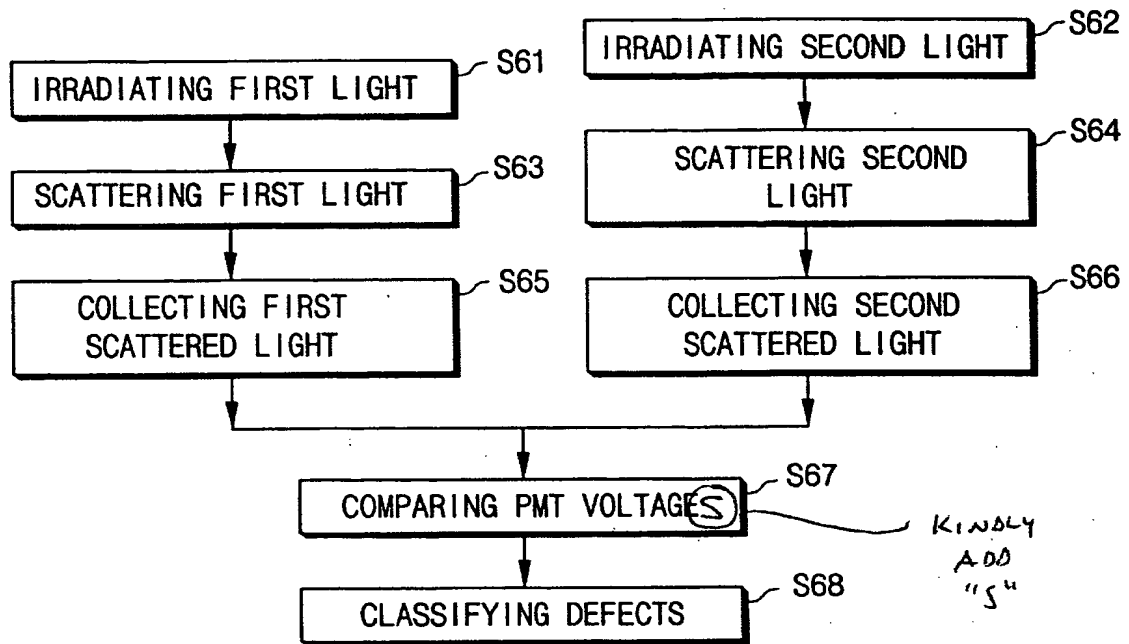 IRRADIATING FIRST LIGHT
S61
IRRADIATING SECOND LIGHT
S62
SCATTERING FIRST LIGHT
S63
SCATTERING SECOND
LIGHT
S64
COLLECTING FIRST
SCATTERED LIGHT
S65
COLLECTING SECOND
SCATTERED LIGHT
S66
COMPARING PMT VOLTAGES
S67
KINDLY
ADD
"S"
CLASSIFYING DEFECTS
S68